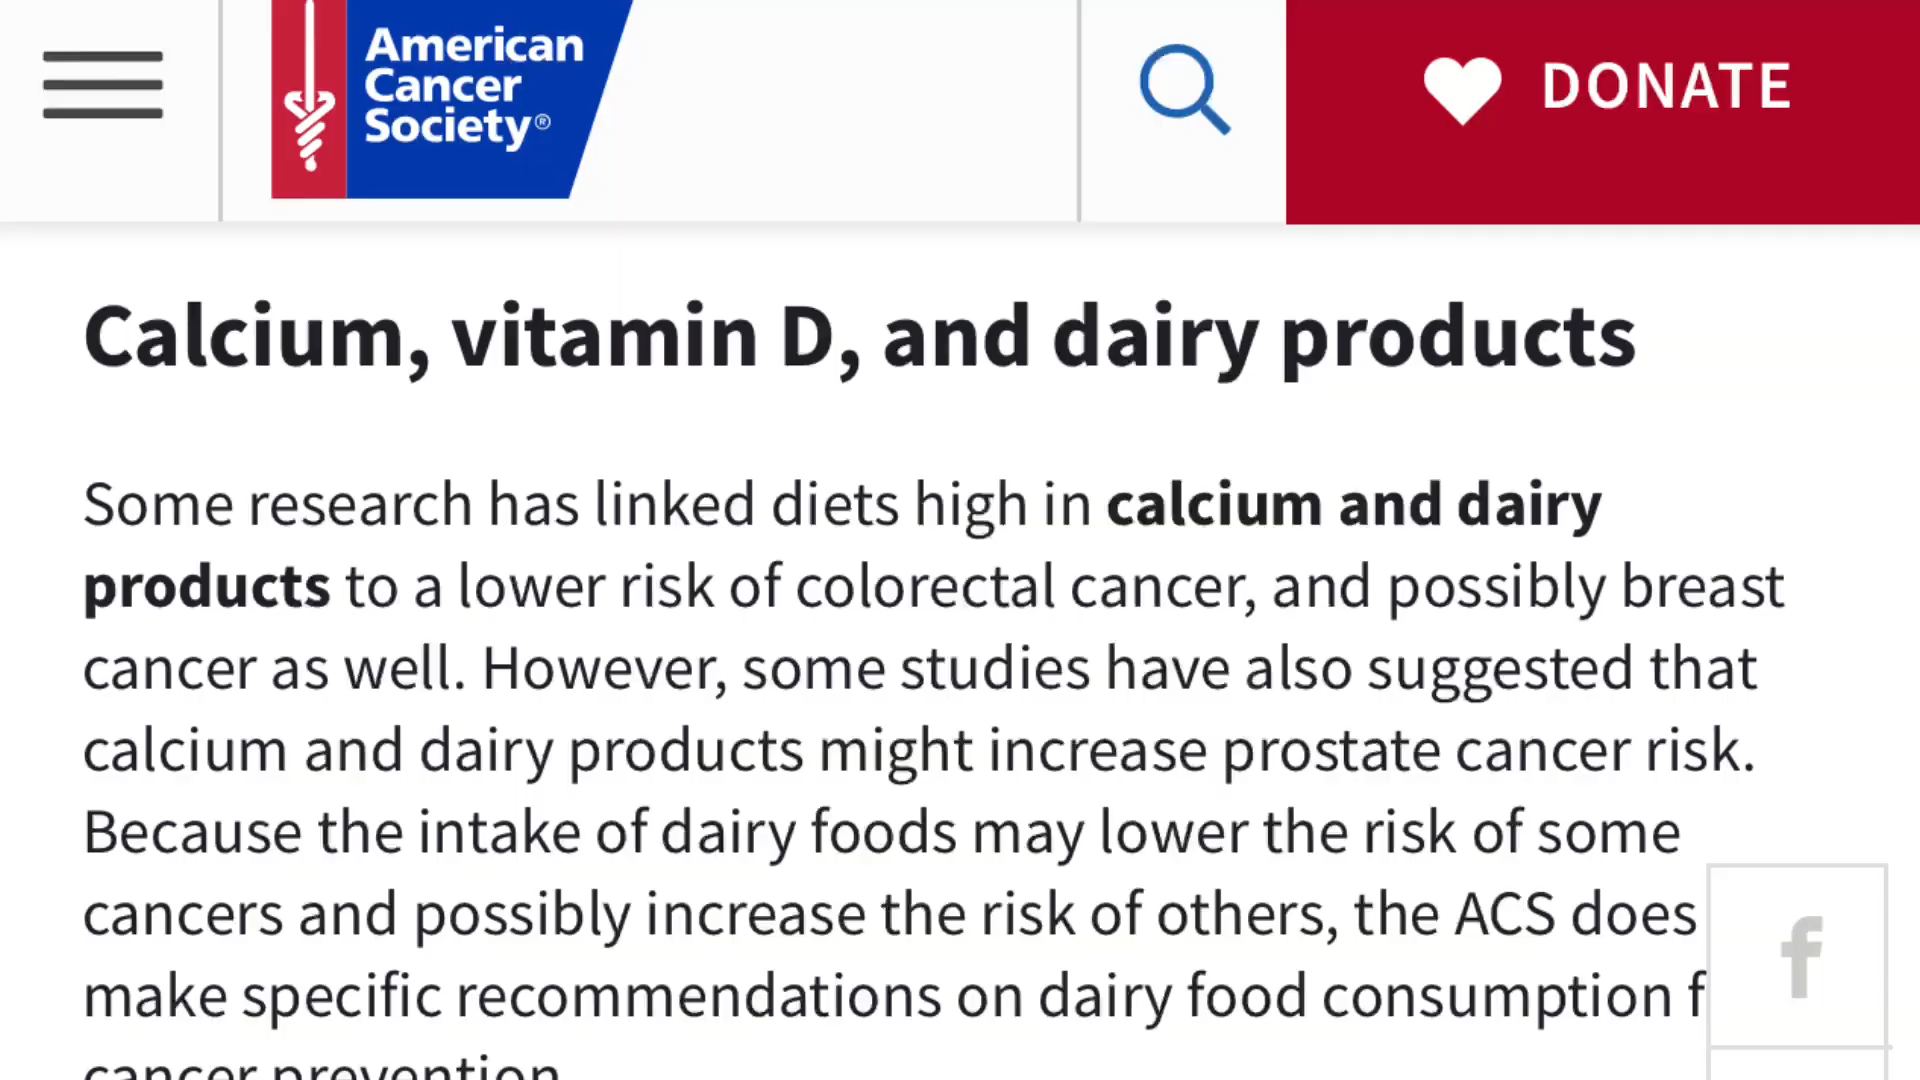 American
Cancer
Society®
DONATE
Calcium, vitamin D, and dairy products
Some research has linked diets high in calcium and dairy
products to a lower risk of colorectal cancer, and possibly breast
cancer as well. However, some studies have also suggested that
calcium and dairy products might increase prostate cancer risk.
Because the intake of dairy foods may lower the risk of some
cancers and possibly increase the risk of others, the ACS does
make specific recommendations on dairy food consumption f
cancer prevention
f